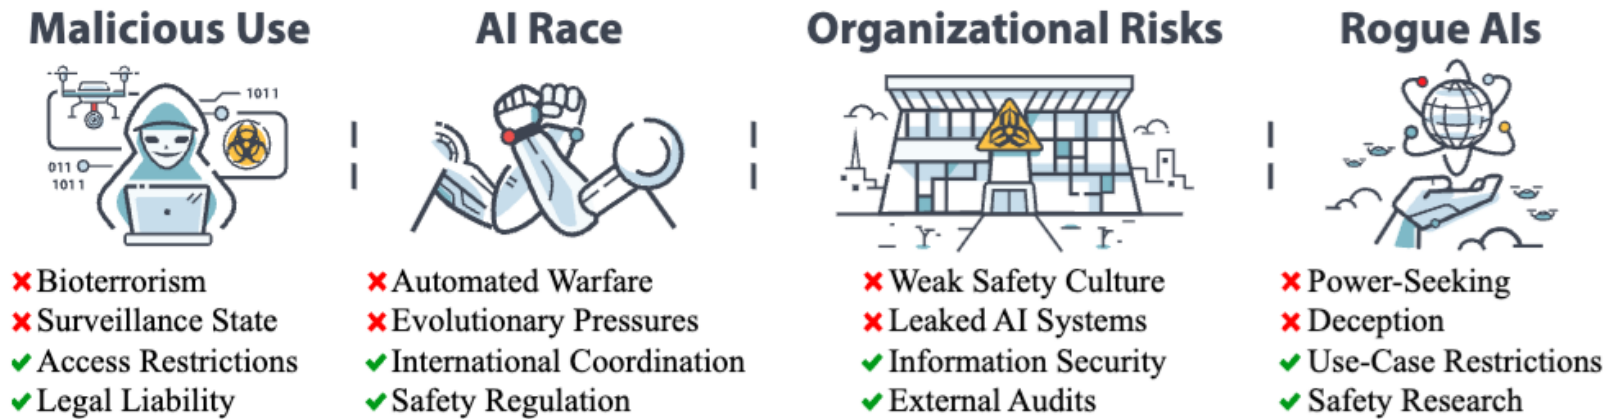 Malicious Use
AI Race
Organizational Risks
Rogue AIs
1011
011
1011
Bioterrorism
Surveillance State
Access Restrictions
Legal Liability
Automated Warfare
Evolutionary Pressures
International Coordination
Safety Regulation
Weak Safety Culture
Leaked AI Systems
Information Security
External Audits
Power-Seeking
Deception
Use-Case Restrictions
Safety Research